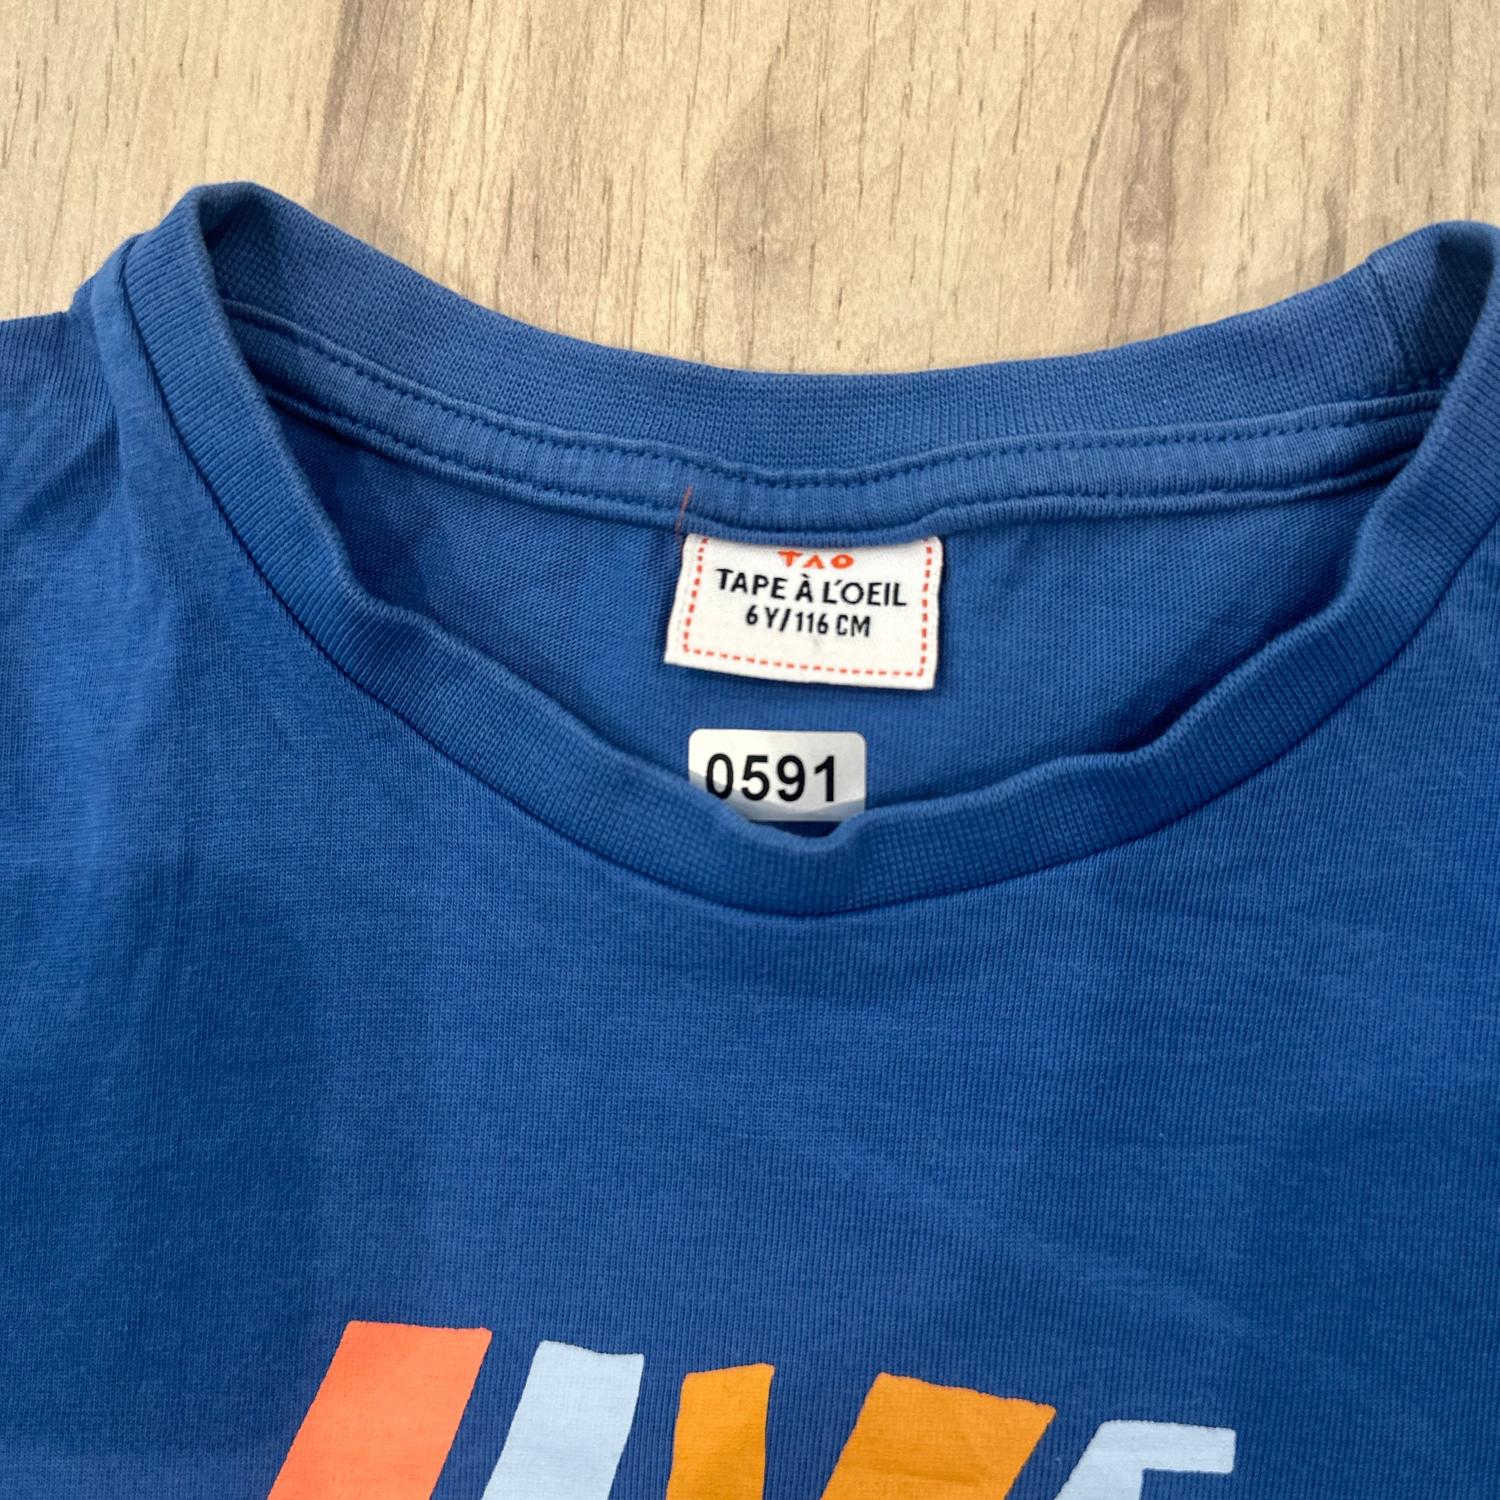 TAO
TAPE À L'OEIL
6Y/116 CM
0591